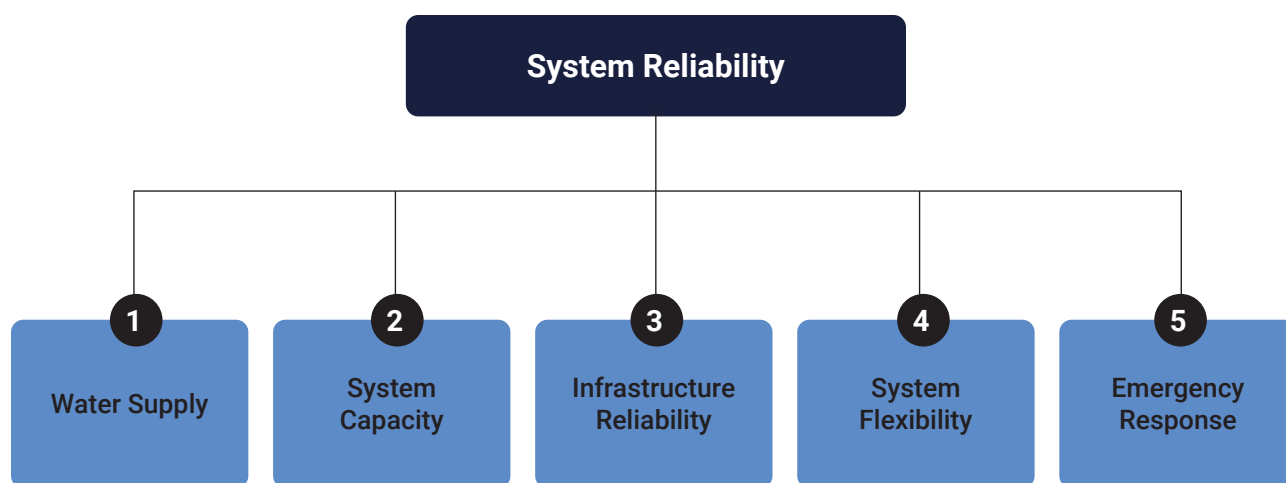 System Reliability
1
2
3
4
5
Water Supply
System
Capacity
Infrastructure
Reliability
System
Flexibility
Emergency
Response